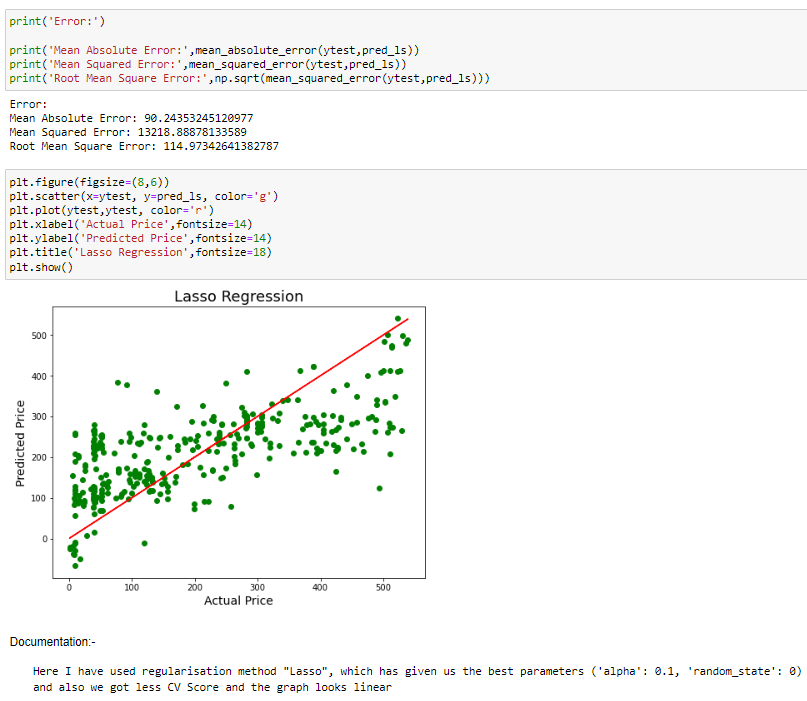 print('Error:')
print('Mean Absolute Error:',mean_absolute_error(ytest,pred_ls))
print('Mean Squared Error:',mean_squared_error(ytest,pred_ls))
print('Root Mean Square Error:',np.sqrt(mean_squared_error(ytest,pred_ls)))
Error:
Mean Absolute Error: 90.24353245120977
Mean Squared Error: 13218.88878133589
Root Mean Square Error: 114.97342641382787
plt.figure(figsize=(8,6))
plt.scatter(x=ytest, y=pred_ls, color='g')
plt.plot(ytest,ytest, color='r')
plt.xlabel('Actual Price',fontsize=14)
plt.ylabel('Predicted Price',fontsize=14)
plt.title('Lasso Regression',fontsize=18)
plt.show()
Lasso Regression
Predicted Price
500
400
300
200
100
0
0 100 200 300 400 500
Actual Price
Documentation:-
Here I have used regularisation method "Lasso", which has given us the best parameters ('alpha': 0.1, 'random_state': 0)
and also we got less CV Score and the graph looks linear